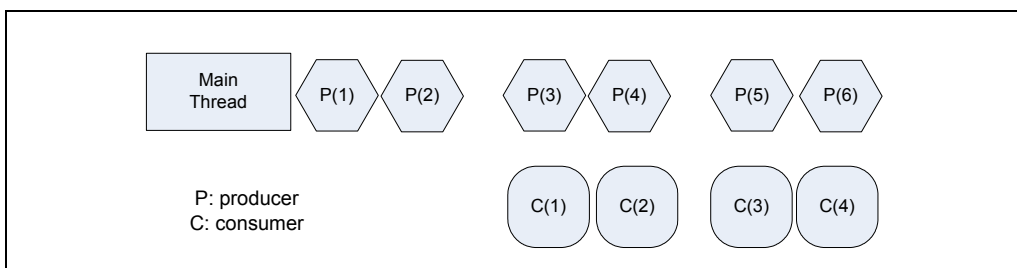 Main
Thread
P(1)
P(2)
P(3)
P(4)
P(5)
P(6)
P: producer
C: consumer
C(1)
C(2)
C(3)
C(4)